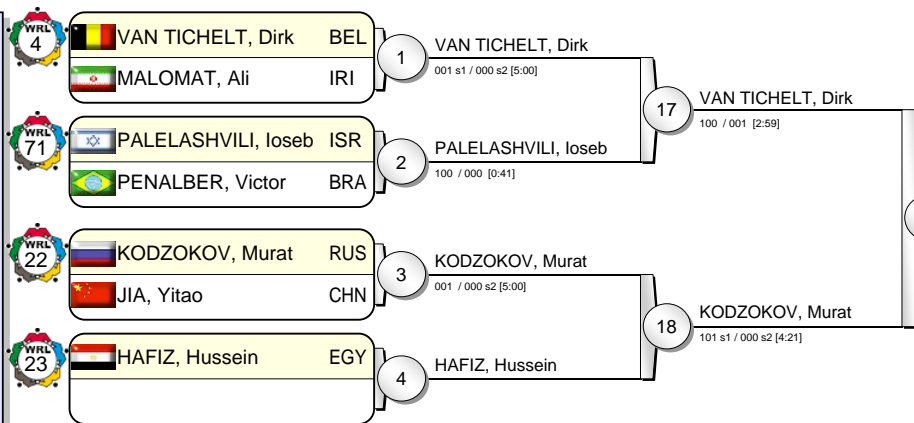 WRL
4
VAN TICHELT, Dirk BEL
MALOMAT, Ali IRI
1
VAN TICHELT, Dirk
001 s1 / 000 s2 [5:00]
17
VAN TICHELT, Dirk
100 / 001 [2:59]
WRL
71
PALELASHVILI, Ioseb ISR
PENALBER, Victor BRA
2
PALELASHVILI, Ioseb
100 / 000 [0:41]
WRL
22
KODZOKOV, Murat RUS
JIA, Yitao CHN
3
KODZOKOV, Murat
001 / 000 s2 [5:00]
18
KODZOKOV, Murat
101 s1 / 000 s2 [4:21]
WRL
23
HAFIZ, Hussein EGY
4
HAFIZ, Hussein